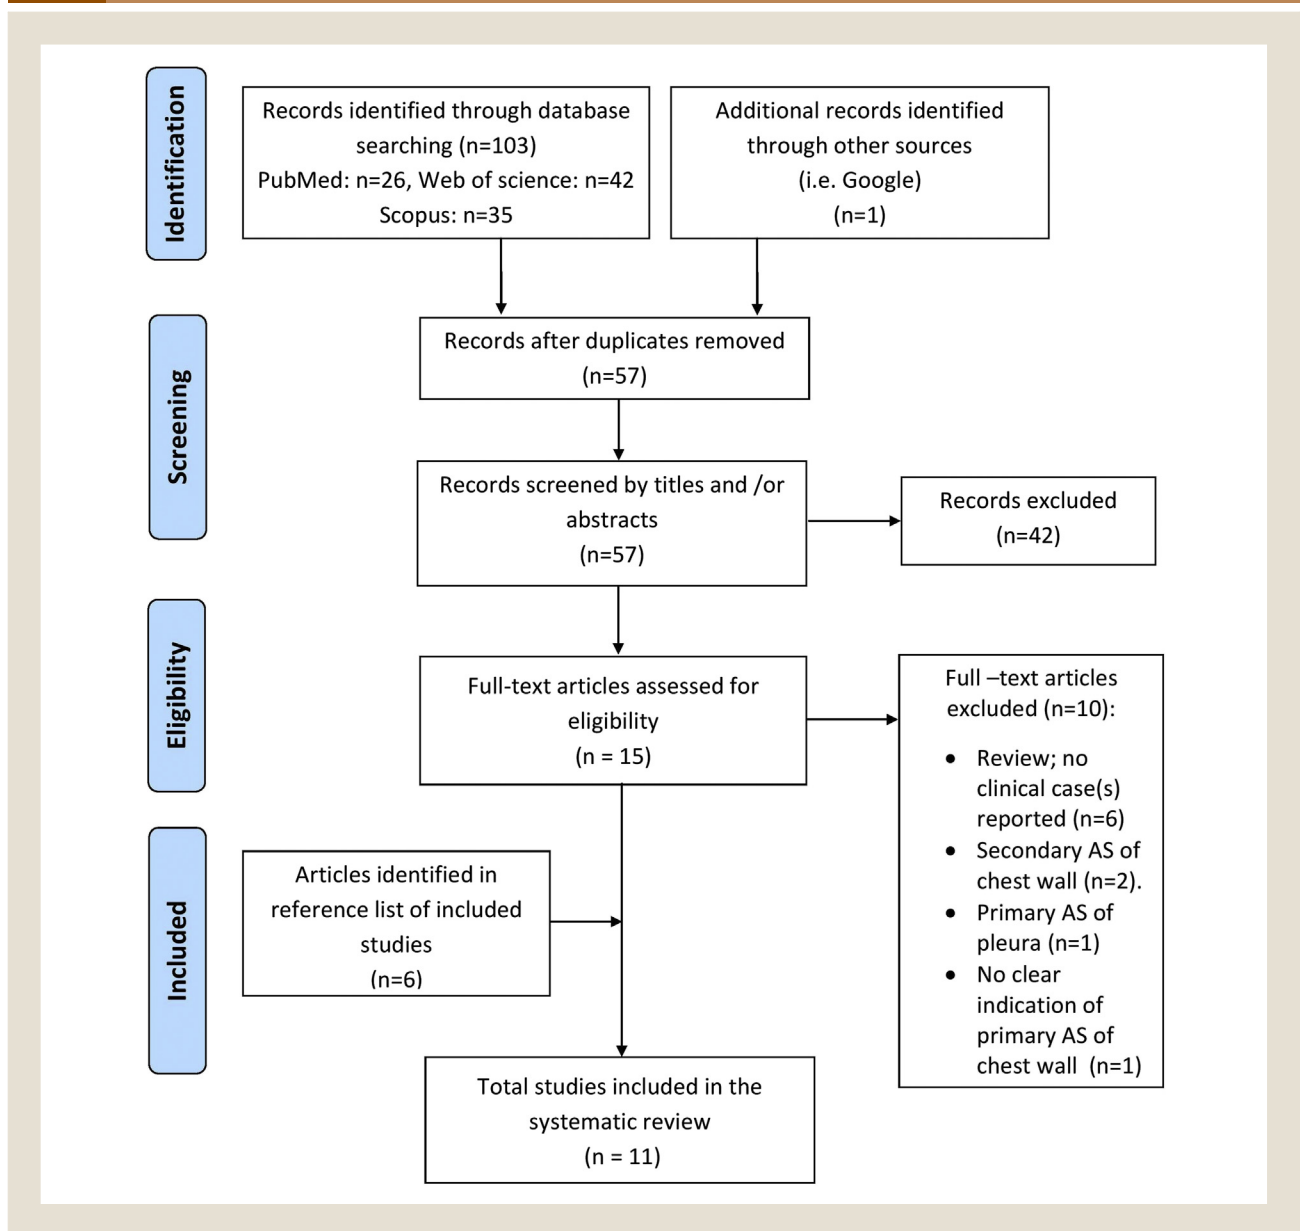 Identification
Records identified through database
searching (n=103)
PubMed: n=26, Web of science: n=42
Scopus: n=35
Additional records identified
through other sources
(i.e. Google)
(n=1)
Screening
Records after duplicates removed
(n=57)
Records screened by titles and /or
abstracts
(n=57)
Records excluded
(n=42)
Eligibility
Full-text articles assessed for
eligibility
(n = 15)
Full –text articles
excluded (n=10):
• Review; no
clinical case(s)
reported (n=6)
• Secondary AS of
chest wall (n=2).
• Primary AS of
pleura (n=1)
• No clear
indication of
primary AS of
chest wall (n=1)
Included
Articles identified in
reference list of included
studies
(n=6)
Total studies included in the
systematic review
(n = 11)